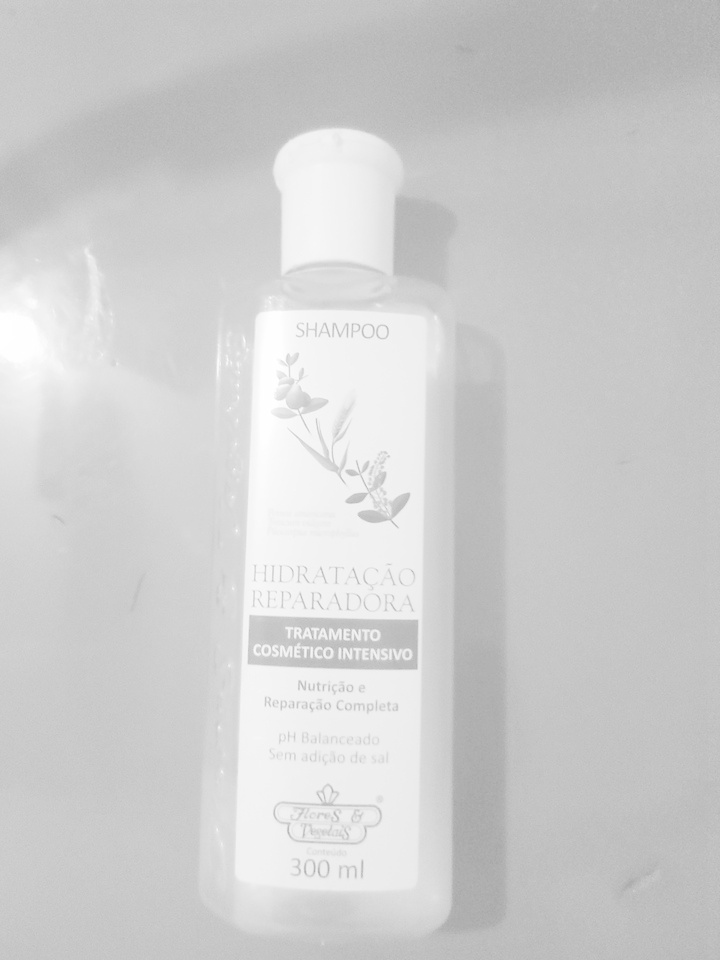 SHAMPOO
HIDRATAÇÃO
REPARADORA
TRATAMENTO
COSMÉTICO INTENSIVO
Nutrição e
Reparação Completa
pH Balanceado
Sem adição de sal
Flores &
Vegetais
®
Conteúdo
300 ml